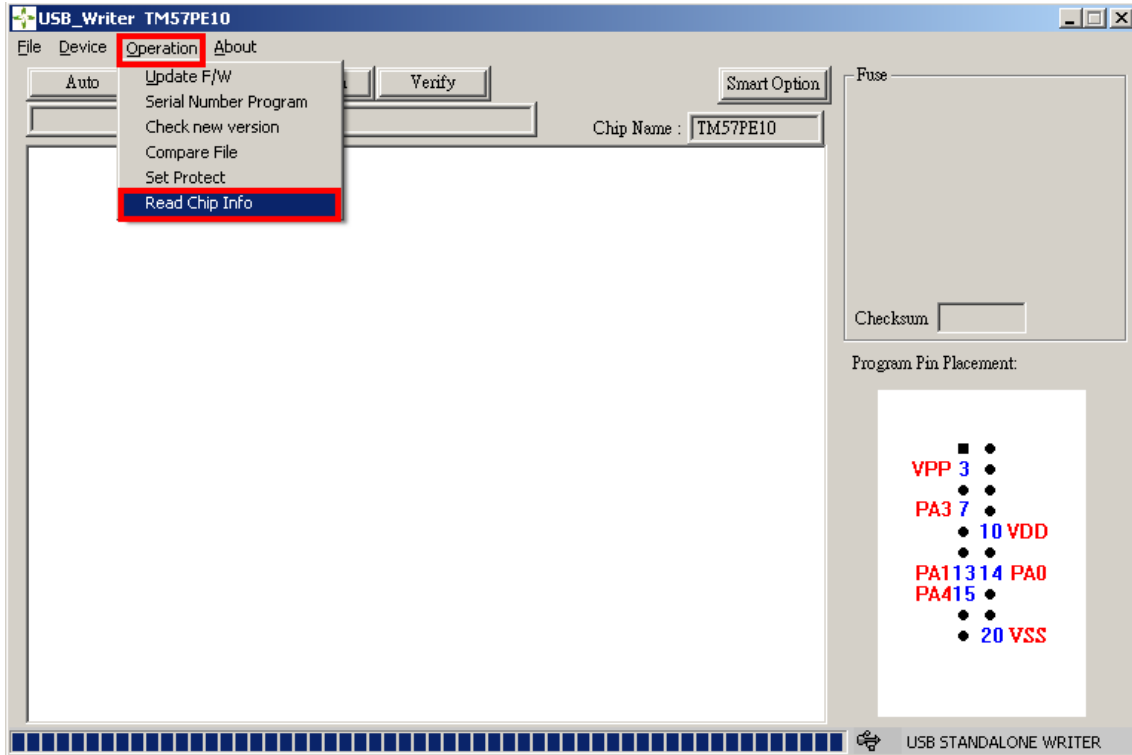 USB_Writer TM57PE10
File Device Operation About
Auto Verify Smart Option
Update F/W
Serial Number Program
Check new version
Compare File
Set Protect
Read Chip Info
Chip Name : TM57PE10
Fuse
Checksum
Program Pin Placement:
VPP 3
PA3 7
10 VDD
PA1 13 14 PA0
PA4 15
20 VSS
USB STANDALONE WRITER